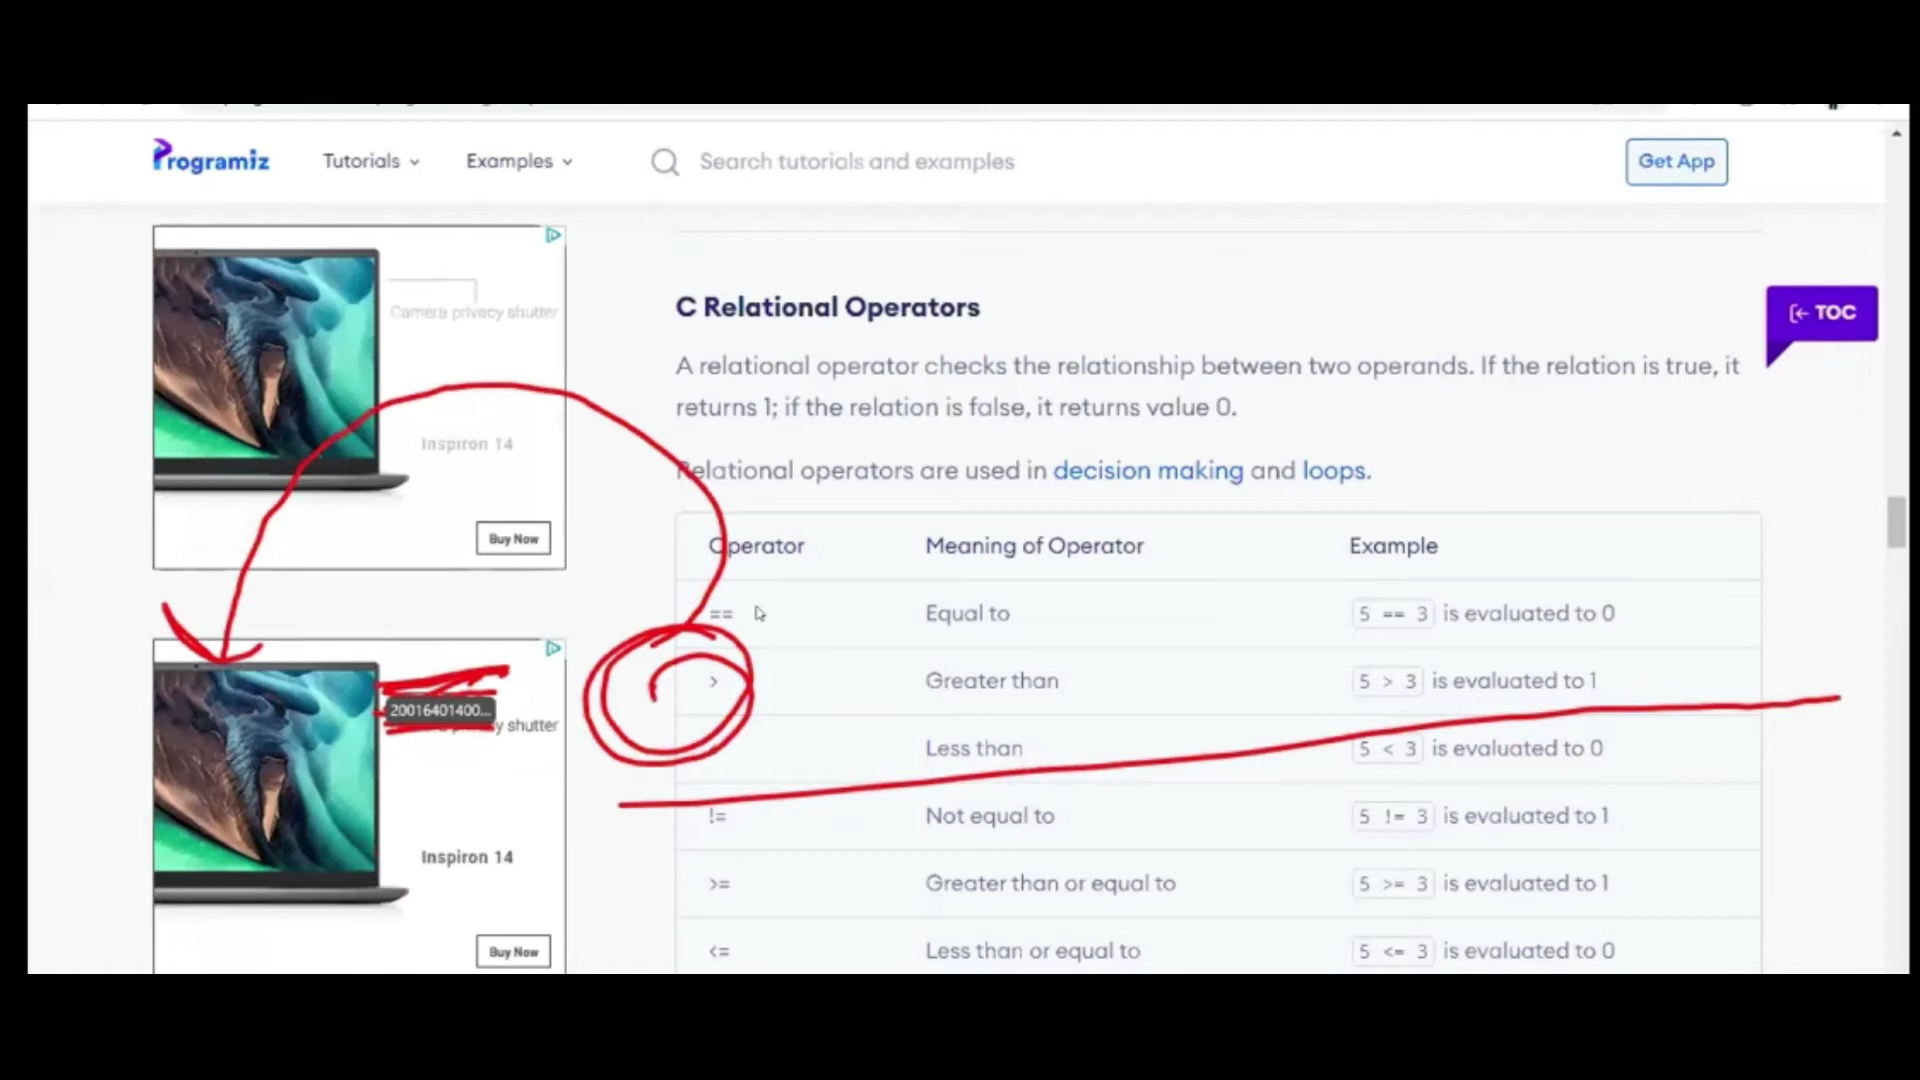 Programiz Tutorials Examples Search tutorials and examples Get App
Camera privacy shutter
Inspiron 14
Buy Now
20016401400...
y shutter
Inspiron 14
Buy Now
C Relational Operators
TOC
A relational operator checks the relationship between two operands. If the relation is true, it
returns 1; if the relation is false, it returns value 0.
Relational operators are used in decision making and loops.
Operator Meaning of Operator Example
== Equal to 5 == 3 is evaluated to 0
> Greater than 5 > 3 is evaluated to 1
Less than 5 < 3 is evaluated to 0
!= Not equal to 5 != 3 is evaluated to 1
>= Greater than or equal to 5 >= 3 is evaluated to 1
<= Less than or equal to 5 <= 3 is evaluated to 0